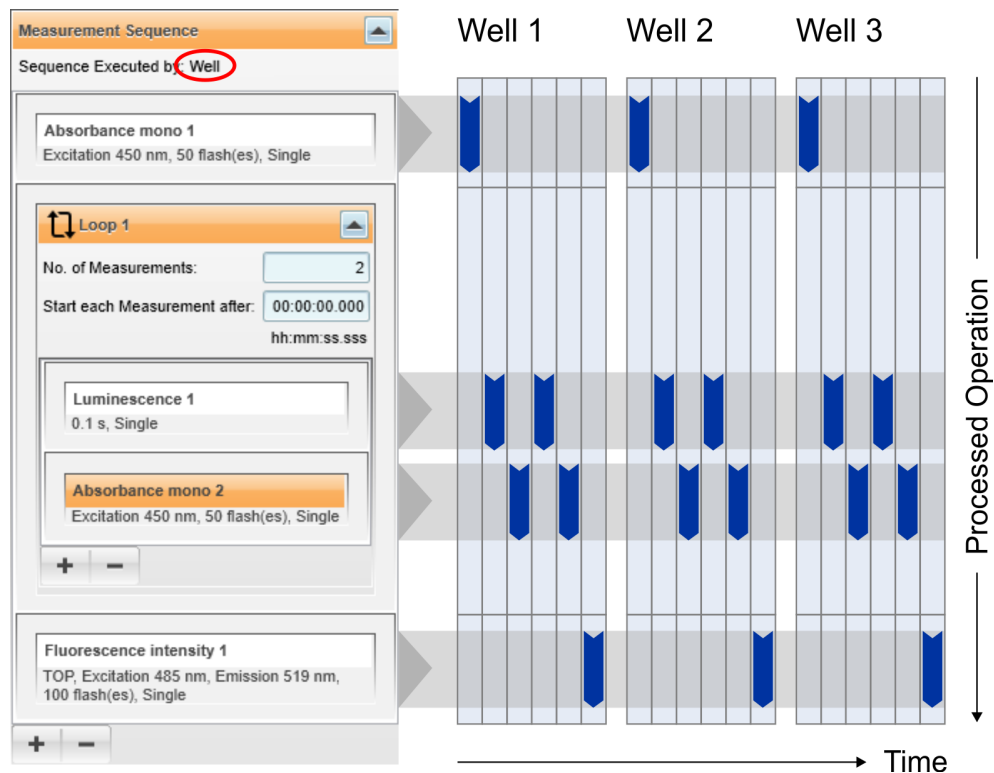 Measurement Sequence
Sequence Executed by: Well
Absorbance mono 1
Excitation 450 nm, 50 flash(es), Single
Loop 1
No. of Measurements: 2
Start each Measurement after: 00:00:00.000
hh:mm:ss.sss
Luminescence 1
0.1 s, Single
Absorbance mono 2
Excitation 450 nm, 50 flash(es), Single
+ −
Fluorescence intensity 1
TOP, Excitation 485 nm, Emission 519 nm,
100 flash(es), Single
+ −
Well 1 Well 2 Well 3
Processed Operation
Time